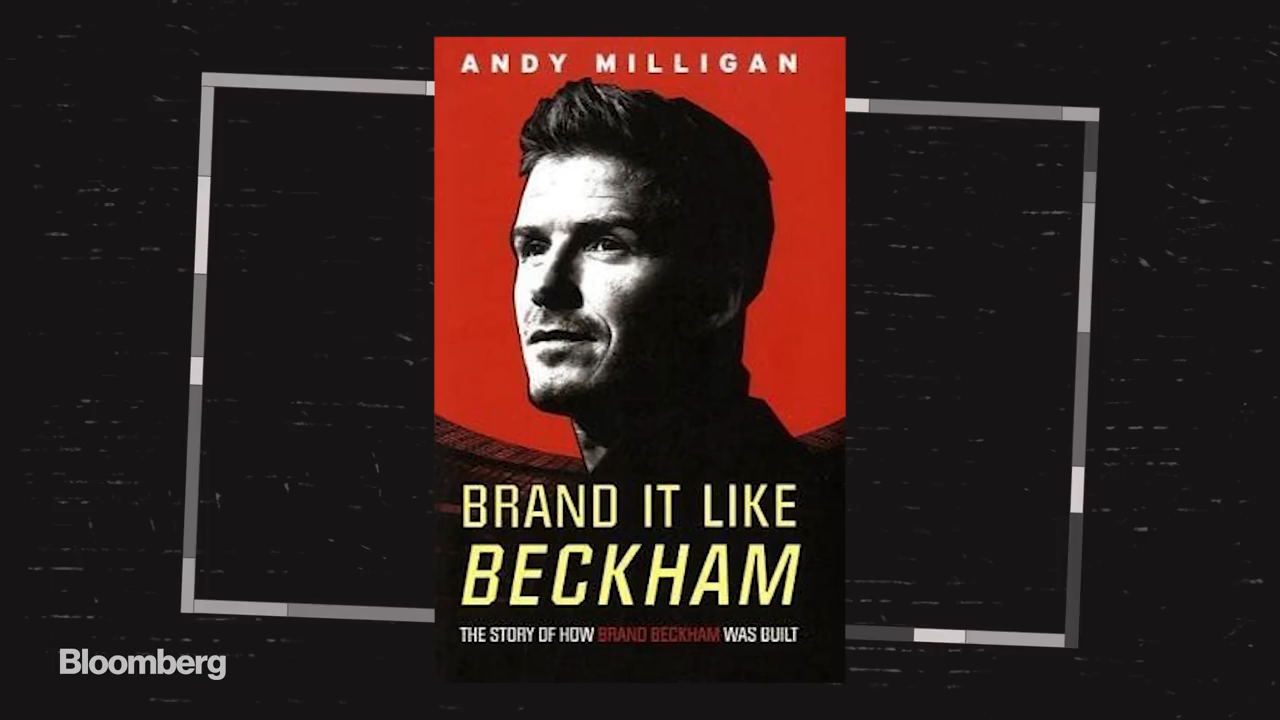 ANDY MILLIGAN
BRAND IT LIKE
BECKHAM
THE STORY OF HOW BRAND BECKHAM WAS BUILT
Bloomberg